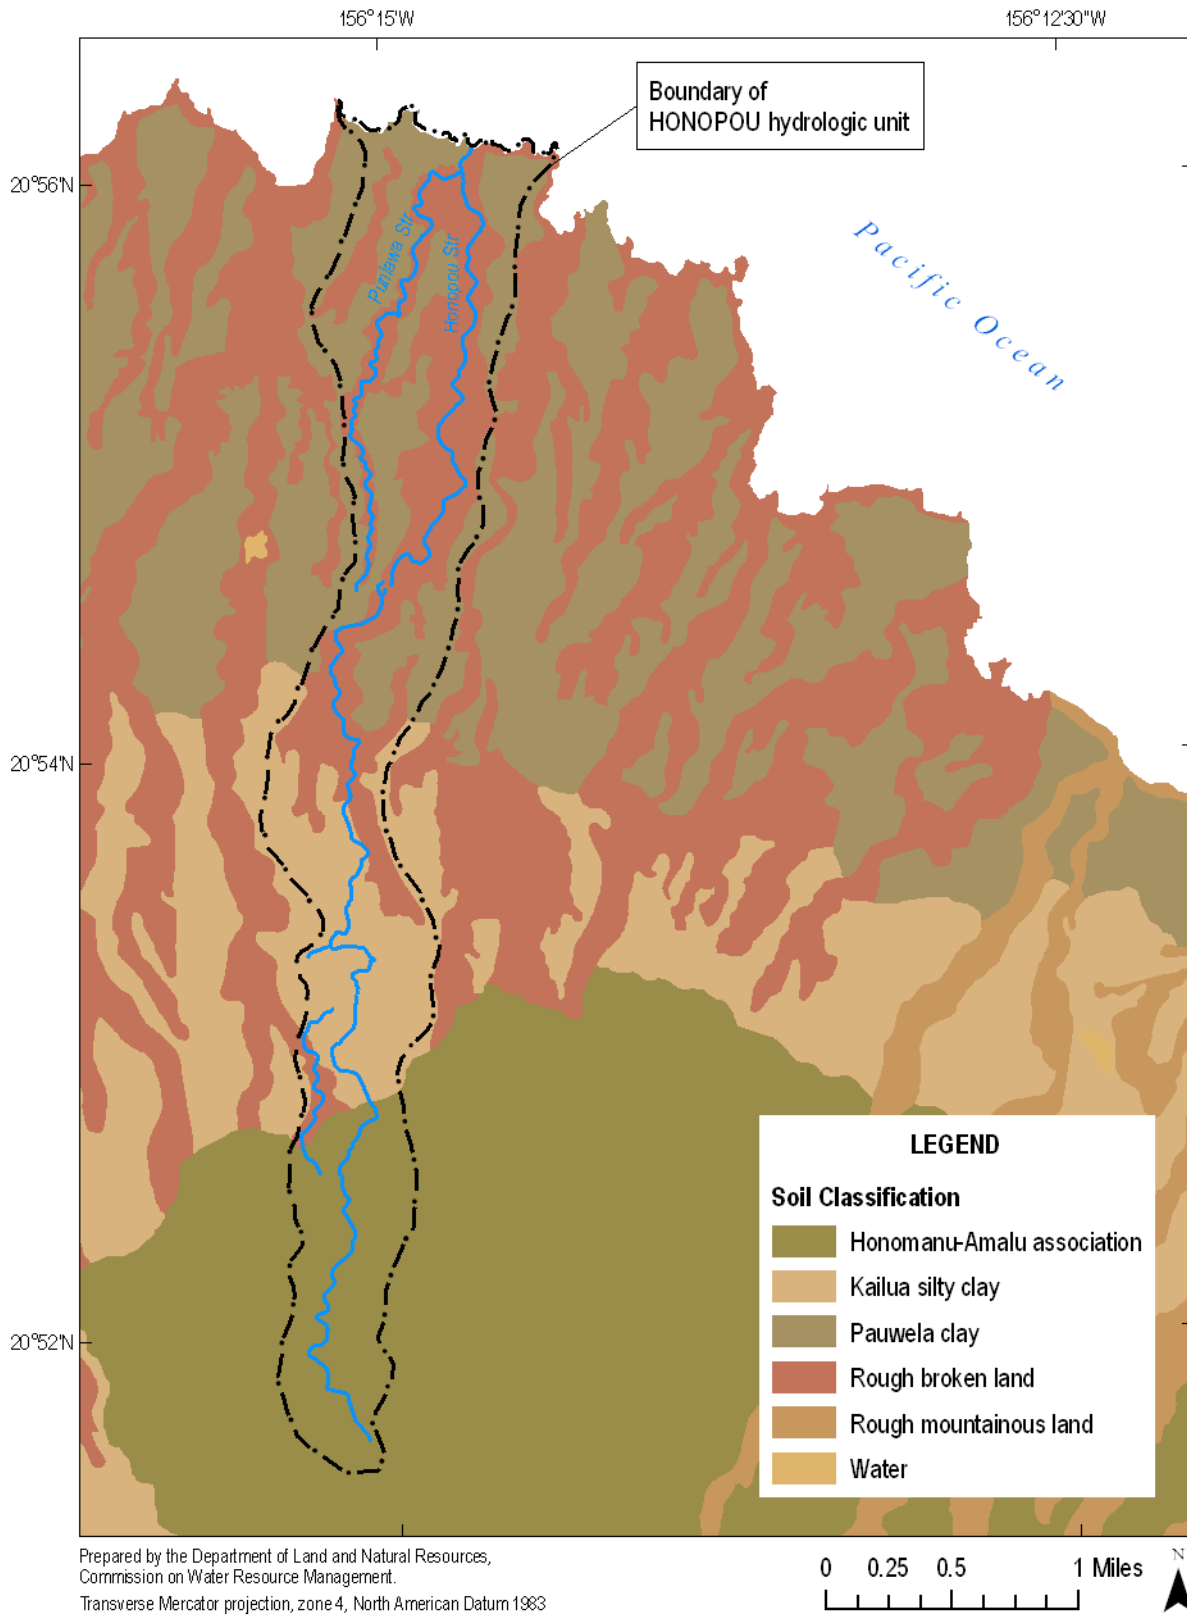 156°15'W
156°12'30"W
Boundary of
HONOPOU hydrologic unit
20°56'N
Puniawa Str
Honopou Str
Pacific Ocean
20°54'N
LEGEND
Soil Classification
Honomanu-Amalu association
Kailua silty clay
Pauwela clay
20°52'N
Rough broken land
Rough mountainous land
Water
Prepared by the Department of Land and Natural Resources,
Commission on Water Resource Management.
Transverse Mercator projection, zone 4, North American Datum 1983
0 0.25 0.5 1 Miles
N